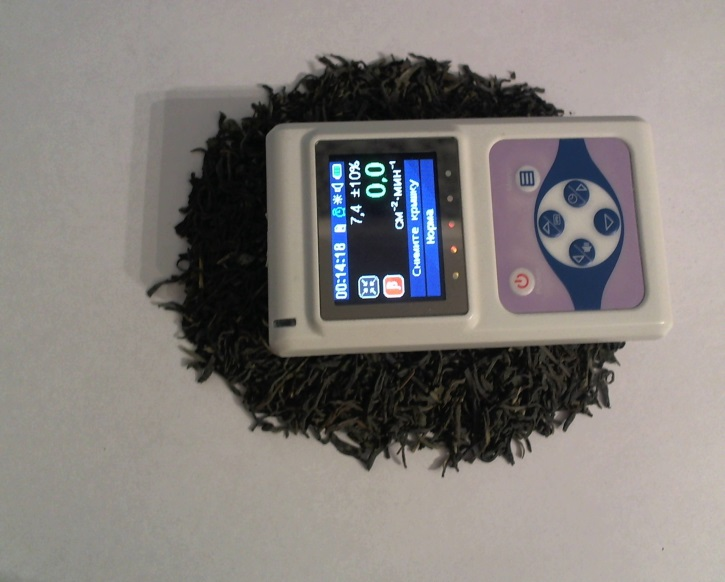 00:14:18
7,4 ±10%
0,0
см⁻²·мин⁻¹
β
Снимите крышку
Норма